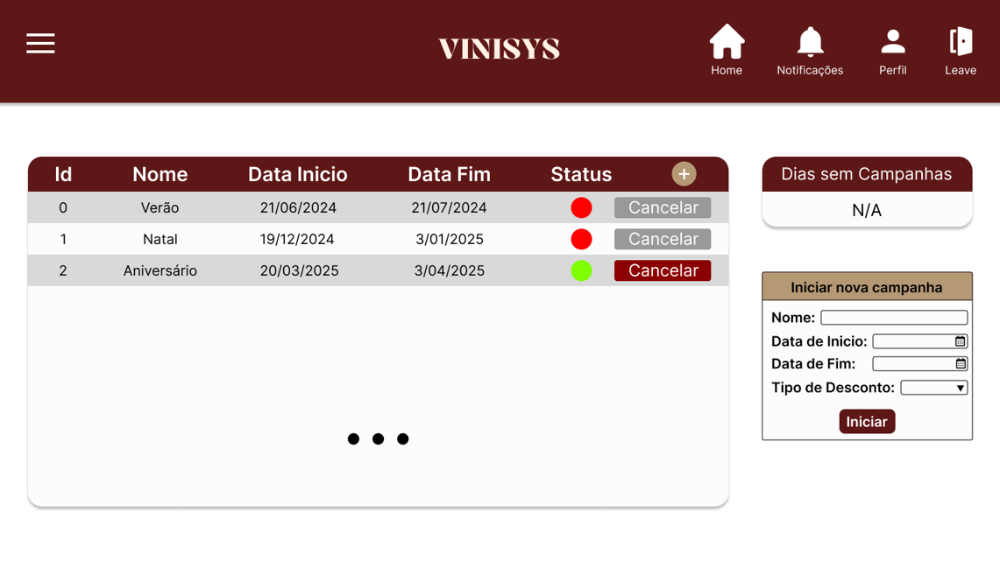 VINISYS
Home
Notificações
Perfil
Leave
Id Nome Data Inicio Data Fim Status +
0 Verão 21/06/2024 21/07/2024 Cancelar
1 Natal 19/12/2024 3/01/2025 Cancelar
2 Aniversário 20/03/2025 3/04/2025 Cancelar
Dias sem Campanhas
N/A
Iniciar nova campanha
Nome:
Data de Inicio:
Data de Fim:
Tipo de Desconto:
Iniciar